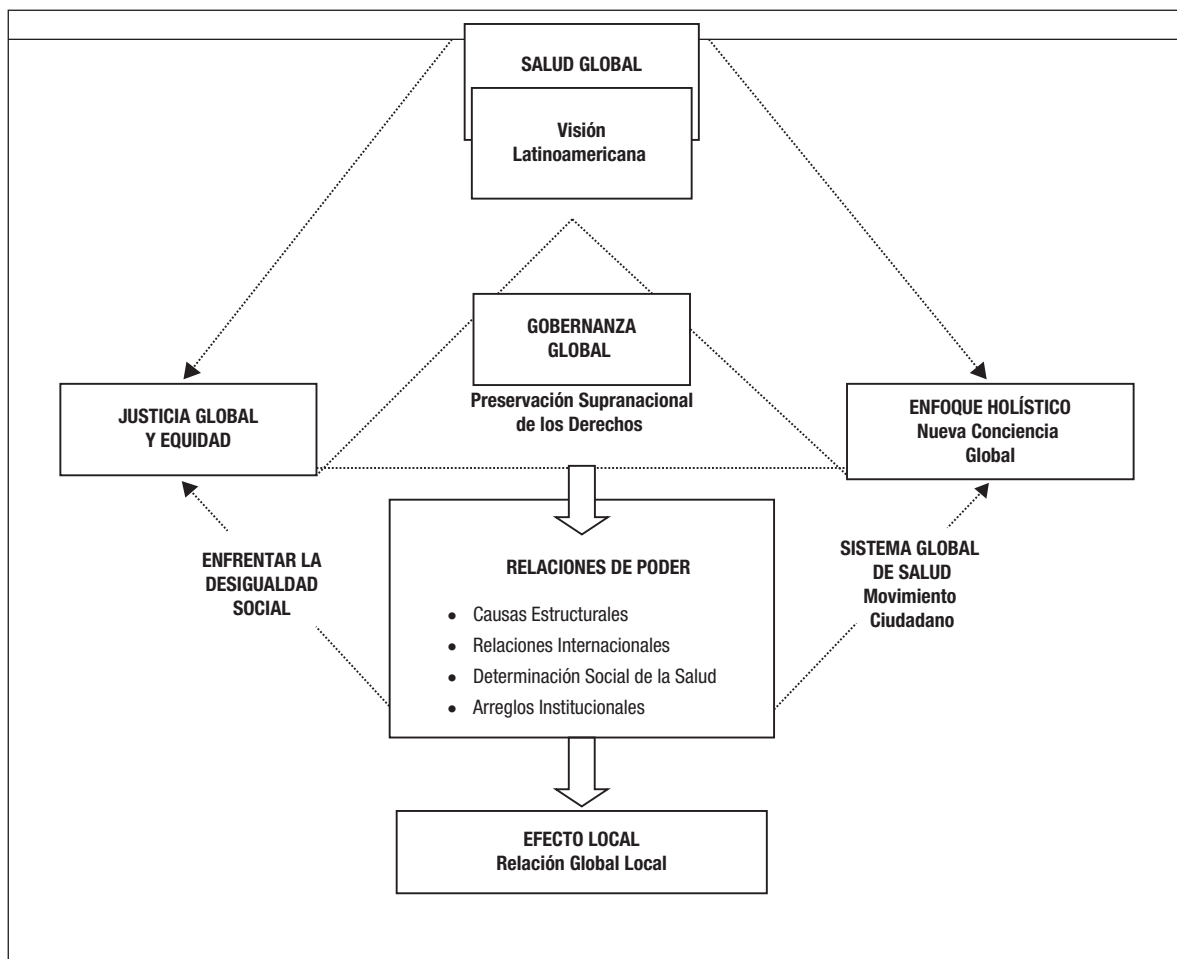 SALUD GLOBAL
Visión
Latinoamericana
GOBERNANZA
GLOBAL
Preservación Supranacional
de los Derechos
JUSTICIA GLOBAL
Y EQUIDAD
ENFOQUE HOLÍSTICO
Nueva Conciencia
Global
ENFRENTAR LA
DESIGUALDAD
SOCIAL
RELACIONES DE PODER
• Causas Estructurales
• Relaciones Internacionales
• Determinación Social de la Salud
• Arreglos Institucionales
SISTEMA GLOBAL
DE SALUD
Movimiento
Ciudadano
EFECTO LOCAL
Relación Global Local